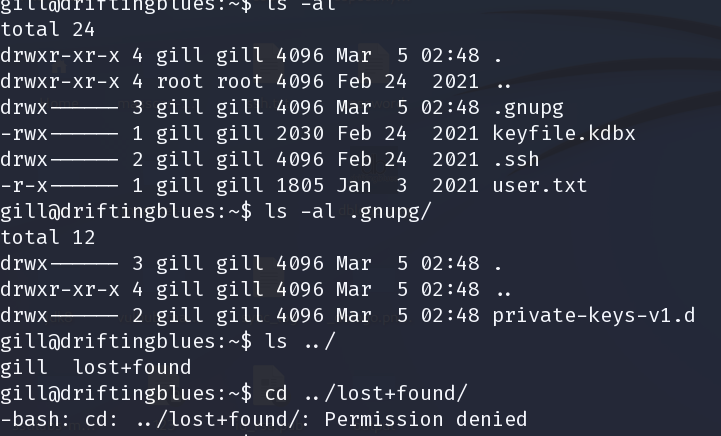 gill@driftingblues:~$ ls -al
total 24
drwxr-xr-x 4 gill gill 4096 Mar  5 02:48 .
drwxr-xr-x 4 root root 4096 Feb 24  2021 ..
drwx------ 3 gill gill 4096 Mar  5 02:48 .gnupg
-rwx------ 1 gill gill 2030 Feb 24  2021 keyfile.kdbx
drwx------ 2 gill gill 4096 Feb 24  2021 .ssh
-r-x------ 1 gill gill 1805 Jan  3  2021 user.txt
gill@driftingblues:~$ ls -al .gnupg/
total 12
drwx------ 3 gill gill 4096 Mar  5 02:48 .
drwxr-xr-x 4 gill gill 4096 Mar  5 02:48 ..
drwx------ 2 gill gill 4096 Mar  5 02:48 private-keys-v1.d
gill@driftingblues:~$ ls ../
gill  lost+found
gill@driftingblues:~$ cd ../lost+found/
-bash: cd: ../lost+found/: Permission denied